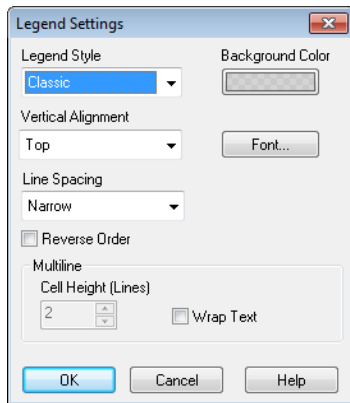 Legend Settings
Legend Style
Background Color
Classic
Vertical Alignment
Top
Font...
Line Spacing
Narrow
Reverse Order
Multiline
Cell Height (Lines)
2
Wrap Text
OK
Cancel
Help